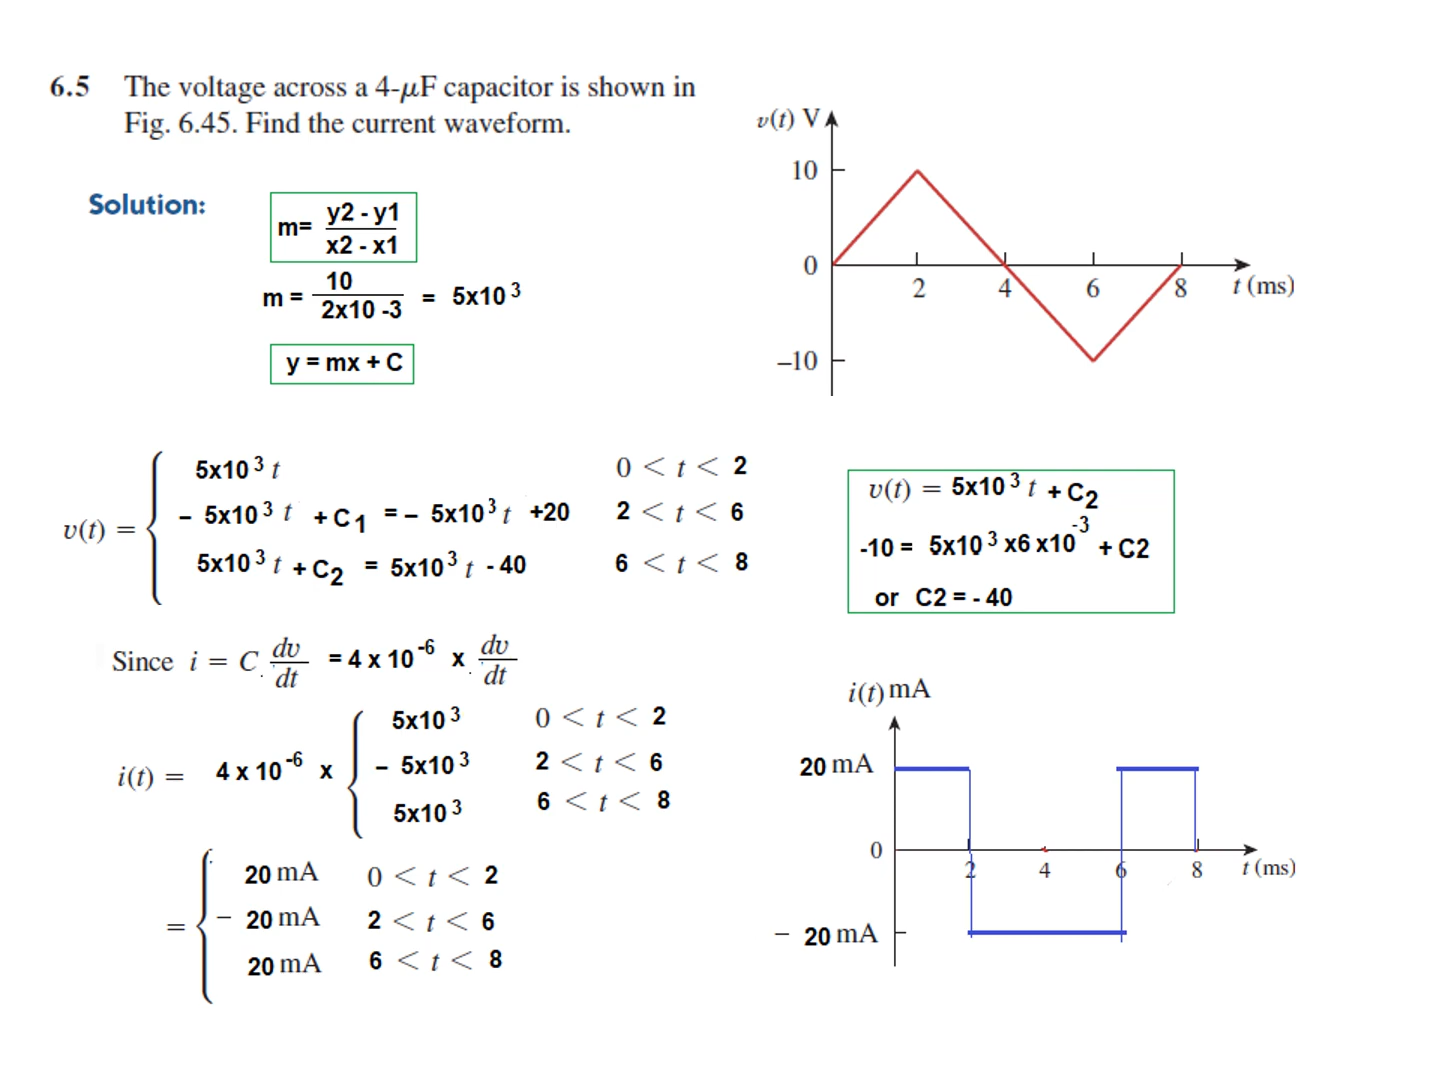 6.5 The voltage across a 4-μF capacitor is shown in
Fig. 6.45. Find the current waveform.
Solution:
m= y2 - y1
x2 - x1
m = 10
2x10 -3
= 5x10 3
y = mx + C
v(t) V
10
0
-10
2 4 6 8 t (ms)
v(t) =
5x10 3 t 0 < t < 2
- 5x10 3 t + C1 = - 5x10 3 t +20 2 < t < 6
5x10 3 t + C2 = 5x10 3 t - 40 6 < t < 8
v(t) = 5x10 3 t + C2
-10 = 5x10 3 x6 x10 -3 + C2
or C2 = - 40
Since i = C dv
dt
= 4 x 10 -6 x dv
dt
i(t) = 4 x 10 -6 x
5x10 3 0 < t < 2
- 5x10 3 2 < t < 6
5x10 3 6 < t < 8
=
20 mA 0 < t < 2
- 20 mA 2 < t < 6
20 mA 6 < t < 8
i(t) mA
20 mA
0
- 20 mA
2 4 6 8 t (ms)